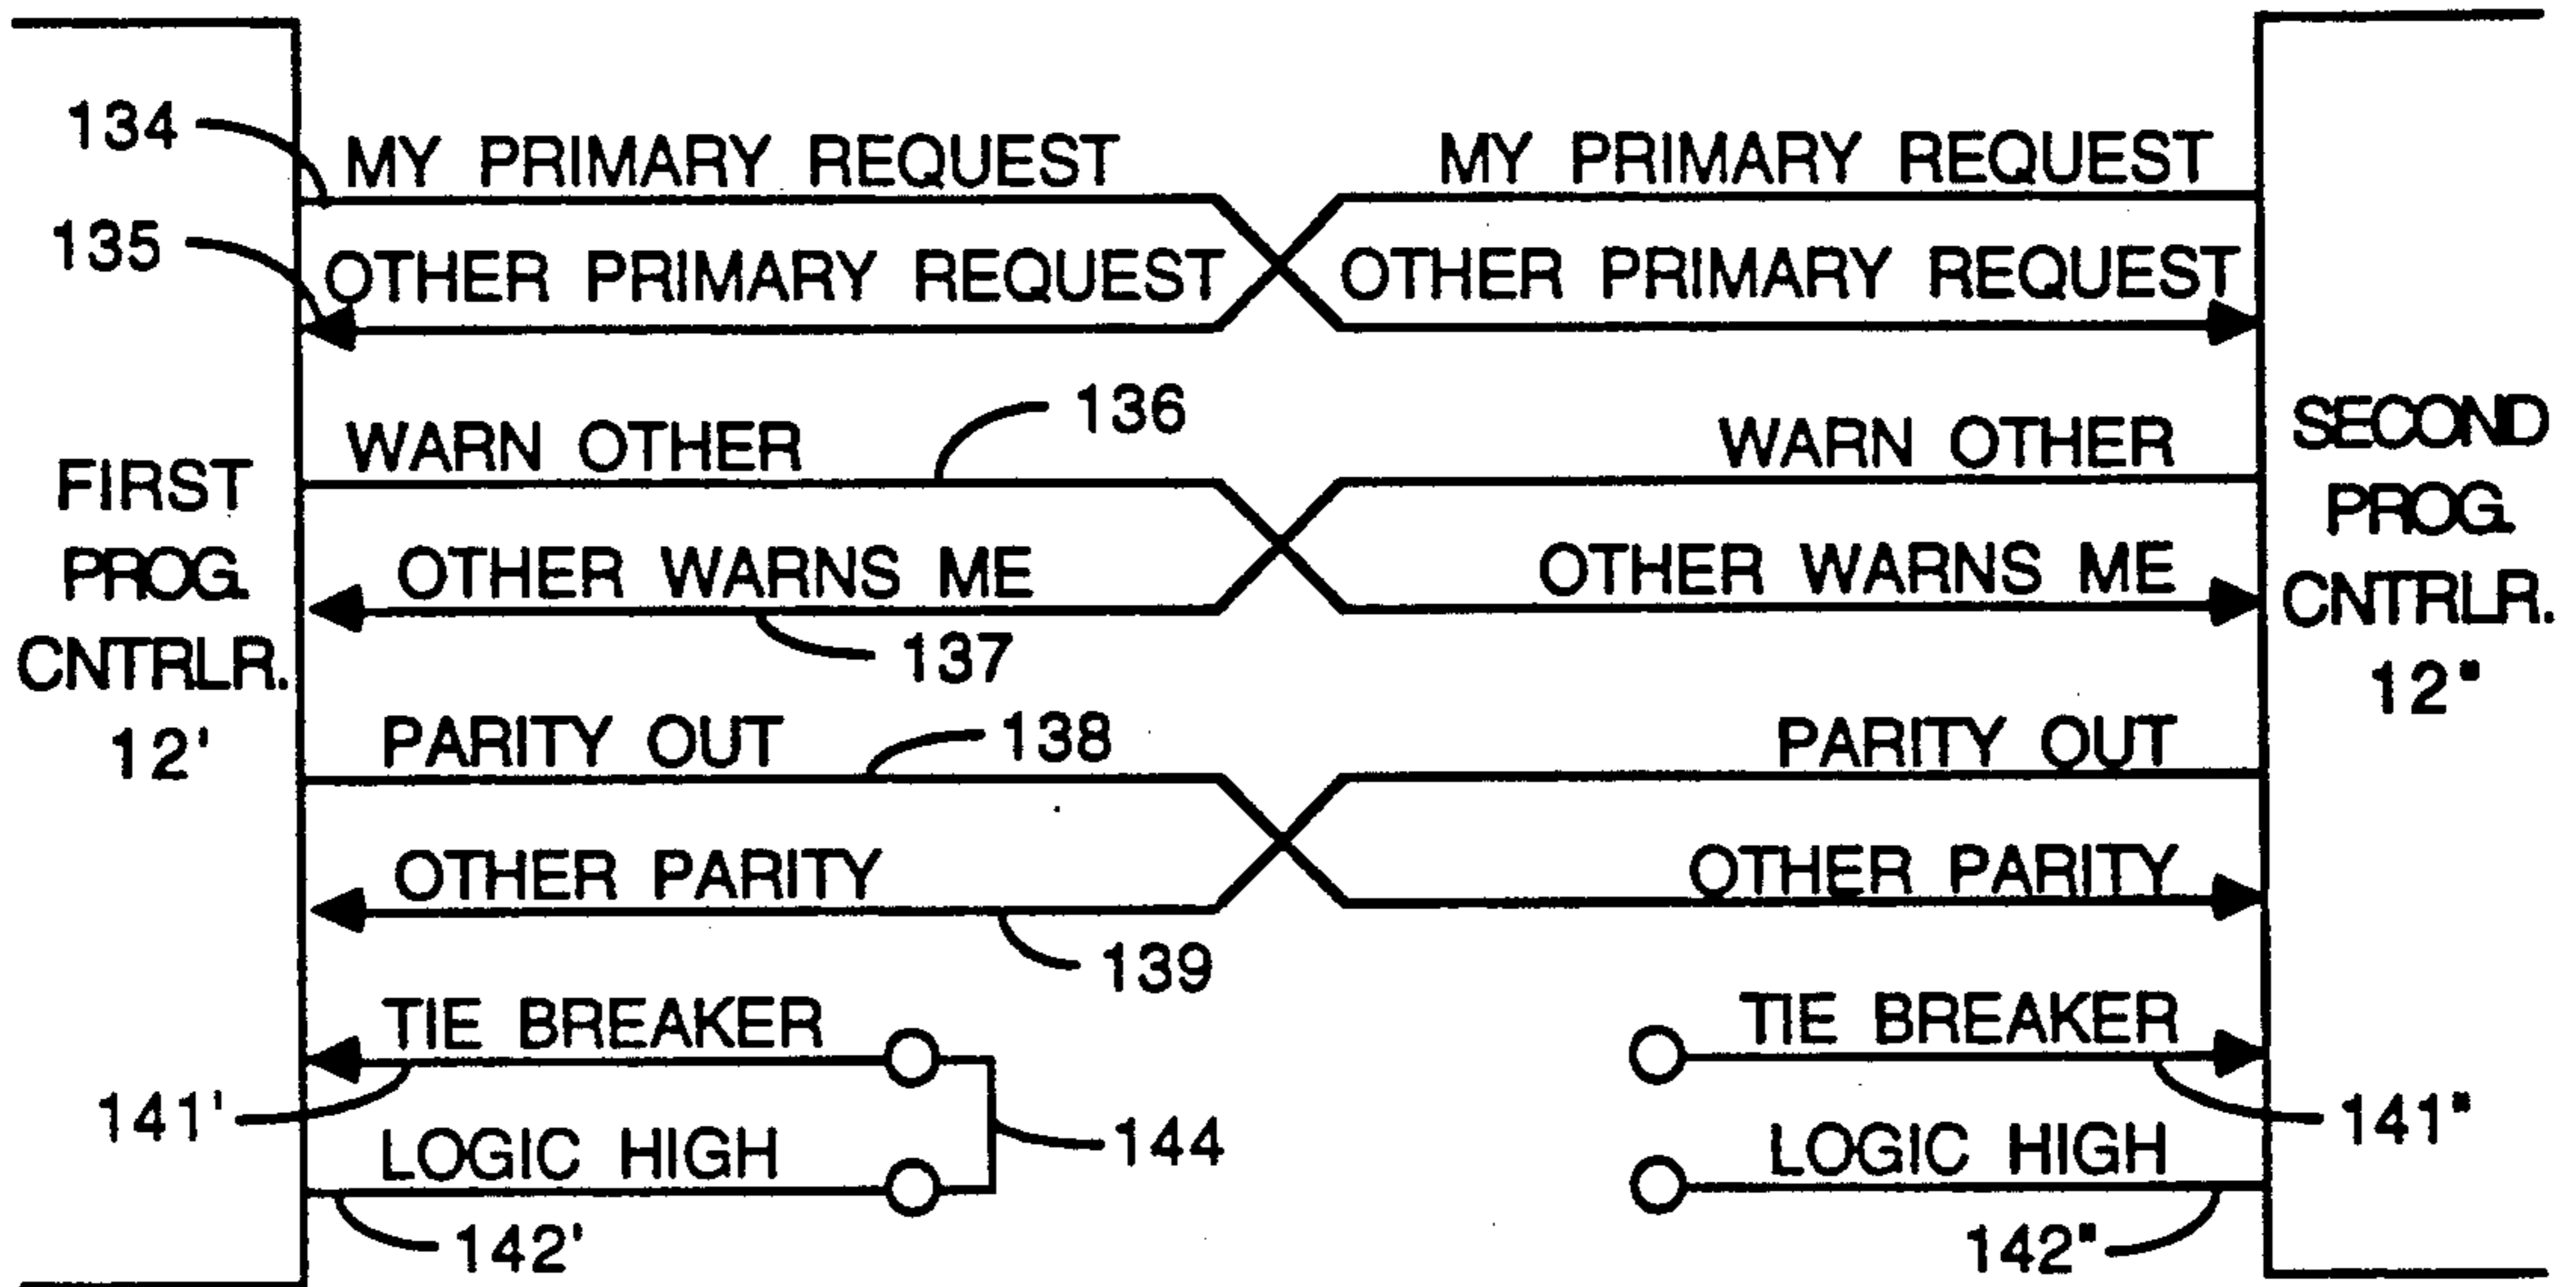 134
MY PRIMARY REQUEST
MY PRIMARY REQUEST
135
OTHER PRIMARY REQUEST
OTHER PRIMARY REQUEST
136
WARN OTHER
WARN OTHER
FIRST
PROG.
CNTRLR.
12'
SECOND
PROG.
CNTRLR.
12"
OTHER WARNS ME
OTHER WARNS ME
137
PARITY OUT
138
PARITY OUT
OTHER PARITY
OTHER PARITY
139
TIE BREAKER
TIE BREAKER
141'
144
141"
LOGIC HIGH
LOGIC HIGH
142'
142"